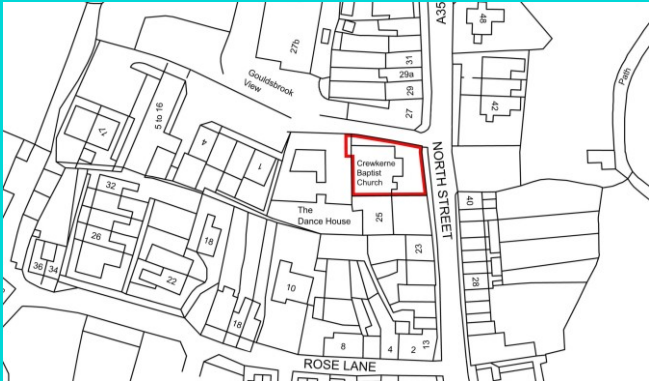 A35
48
27b
31
29a
29
27
42
Path
Gouldsbrook
View
5 to 16
17
4
1
Crewkerne
Baptist
Church
NORTH STREET
32
The
Dance House
25
40
26
18
23
36
34
22
10
28
18
8
4
2
13
ROSE LANE